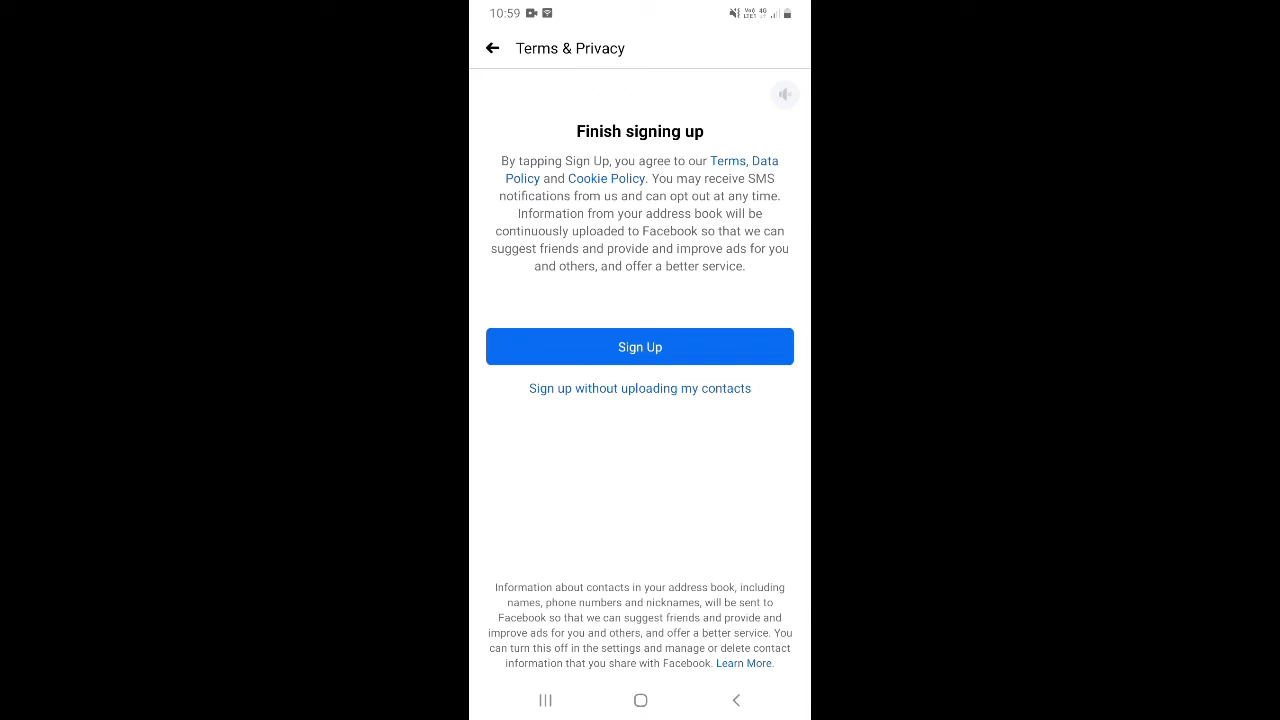 10:59
Vo) 4G
LTE1
Terms & Privacy
Finish signing up
By tapping Sign Up, you agree to our Terms, Data
Policy and Cookie Policy. You may receive SMS
notifications from us and can opt out at any time.
Information from your address book will be
continuously uploaded to Facebook so that we can
suggest friends and provide and improve ads for you
and others, and offer a better service.
Sign Up
Sign up without uploading my contacts
Information about contacts in your address book, including
names, phone numbers and nicknames, will be sent to
Facebook so that we can suggest friends and provide and
improve ads for you and others, and offer a better service. You
can turn this off in the settings and manage or delete contact
information that you share with Facebook. Learn More.